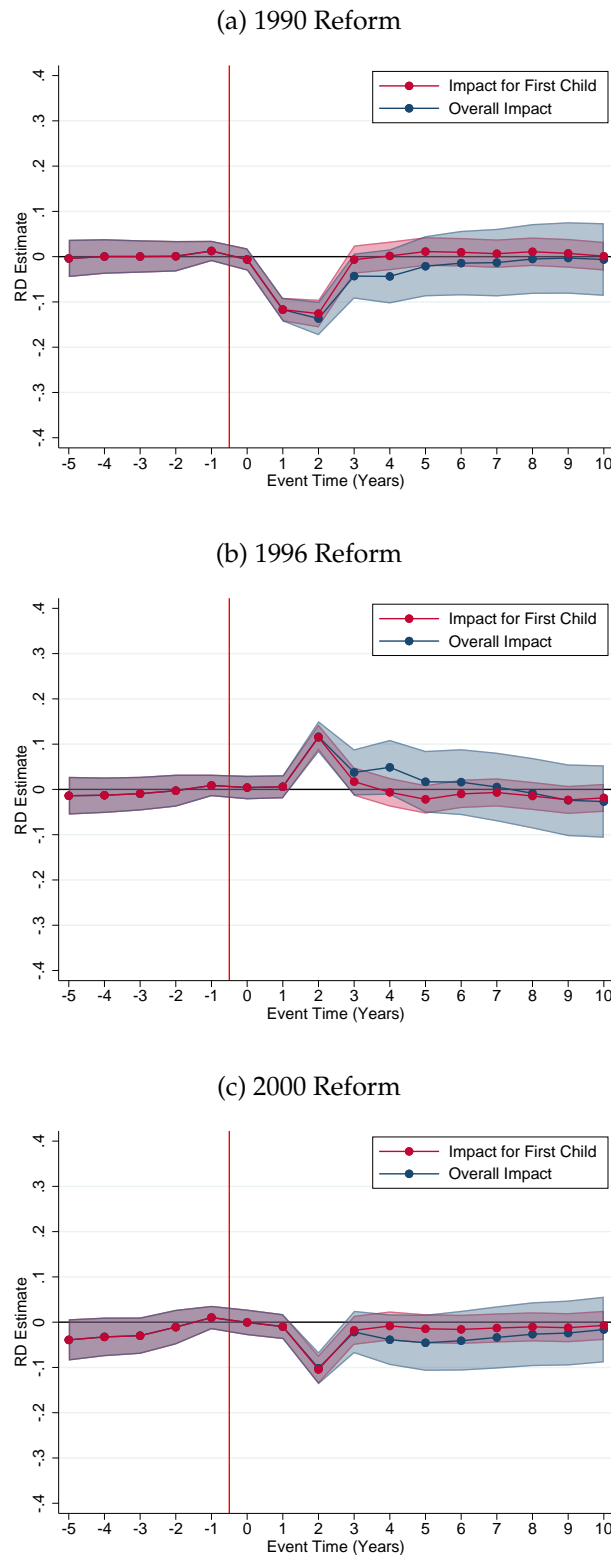 (a) 1990 Reform
Impact for First Child
Overall Impact
RD Estimate
.4
.3
.2
.1
0
-.1
-.2
-.3
-.4
-5 -4 -3 -2 -1 0 1 2 3 4 5 6 7 8 9 10
Event Time (Years)
(b) 1996 Reform
Impact for First Child
Overall Impact
RD Estimate
.4
.3
.2
.1
0
-.1
-.2
-.3
-.4
-5 -4 -3 -2 -1 0 1 2 3 4 5 6 7 8 9 10
Event Time (Years)
(c) 2000 Reform
Impact for First Child
Overall Impact
RD Estimate
.4
.3
.2
.1
0
-.1
-.2
-.3
-.4
-5 -4 -3 -2 -1 0 1 2 3 4 5 6 7 8 9 10
Event Time (Years)